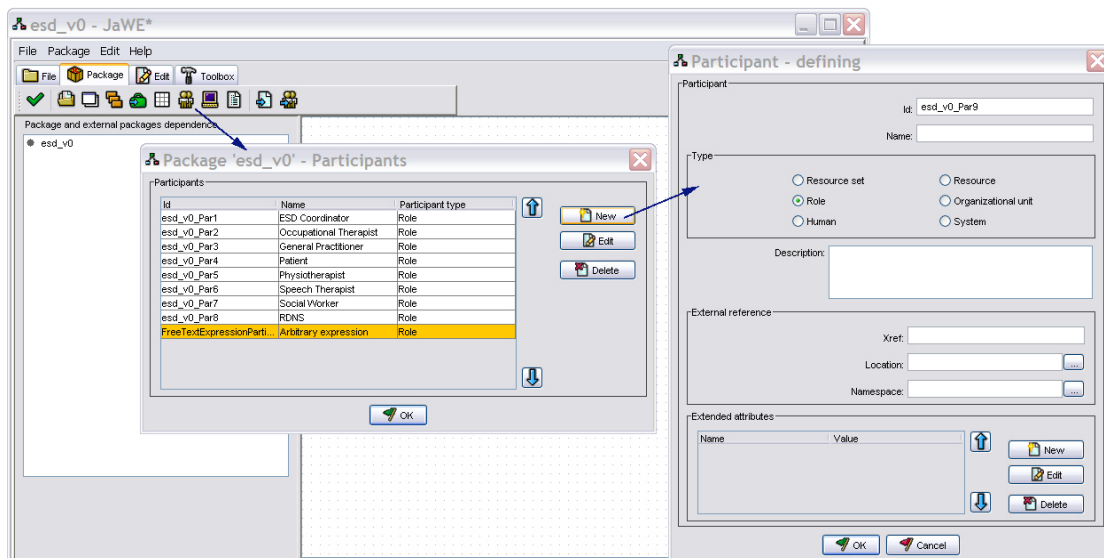 esd_v0 - JaWE*
File Package Edit Help
File Package Edit Toolbox
Package and external packages dependence
esd_v0
Package 'esd_v0' - Participants
Participants
Id Name Participant type
esd_v0_Par1 ESD Coordinator Role
esd_v0_Par2 Occupational Therapist Role
esd_v0_Par3 General Practitioner Role
esd_v0_Par4 Patient Role
esd_v0_Par5 Physiotherapist Role
esd_v0_Par6 Speech Therapist Role
esd_v0_Par7 Social Worker Role
esd_v0_Par8 RDNS Role
FreeTextExpressionParti... Arbitrary expression Role
New
Edit
Delete
OK
Participant - defining
Participant
Id: esd_v0_Par9
Name:
Type
Resource set Resource
Role Organizational unit
Human System
Description:
External reference
Xref:
Location: ...
Namespace: ...
Extended attributes
Name Value
New
Edit
Delete
OK Cancel